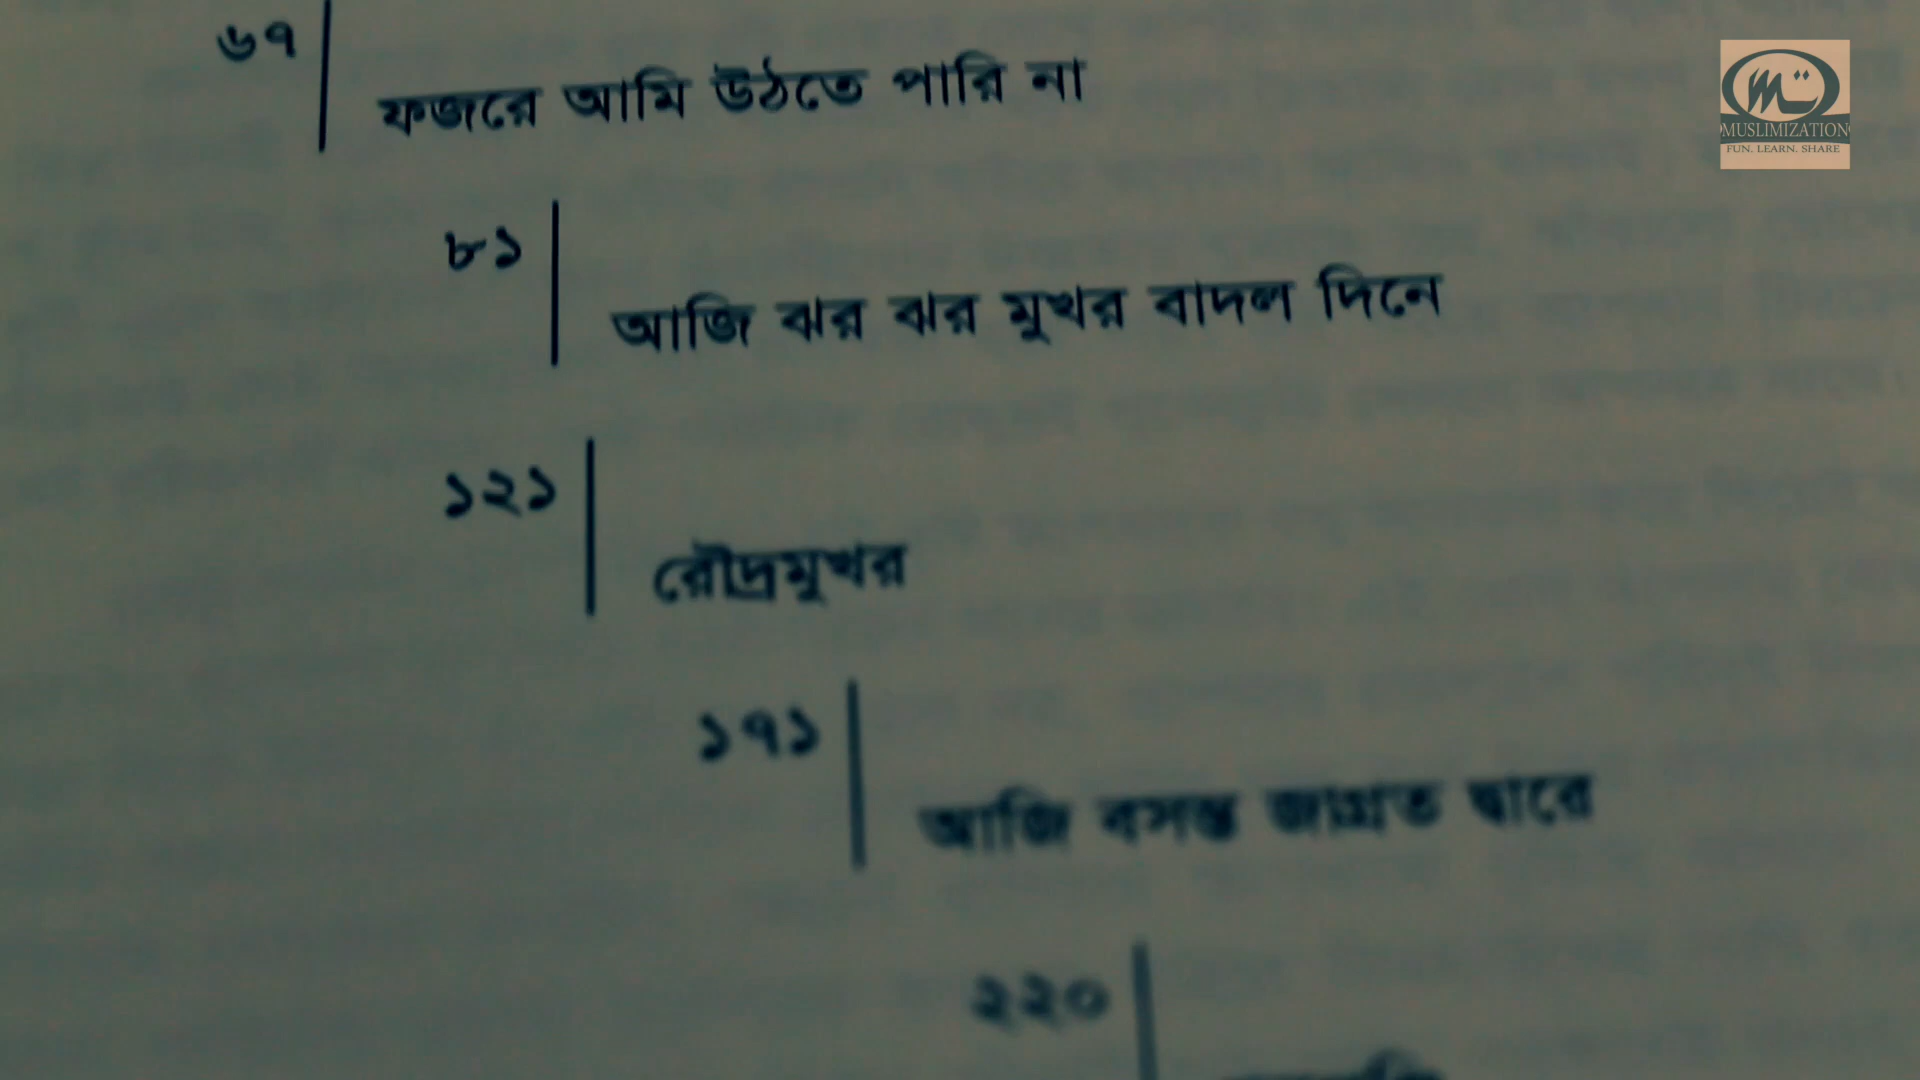 ৬৭
ফজরে আমি উঠতে পারি না
৮১
আজি ঝর ঝর মুখর বাদল দিনে
১২১
রৌদ্রমুখর
১৭১
আজি বসন্ত জাগ্রত দ্বারে
২২০
MUSLIMIZATION
FUN. LEARN. SHARE